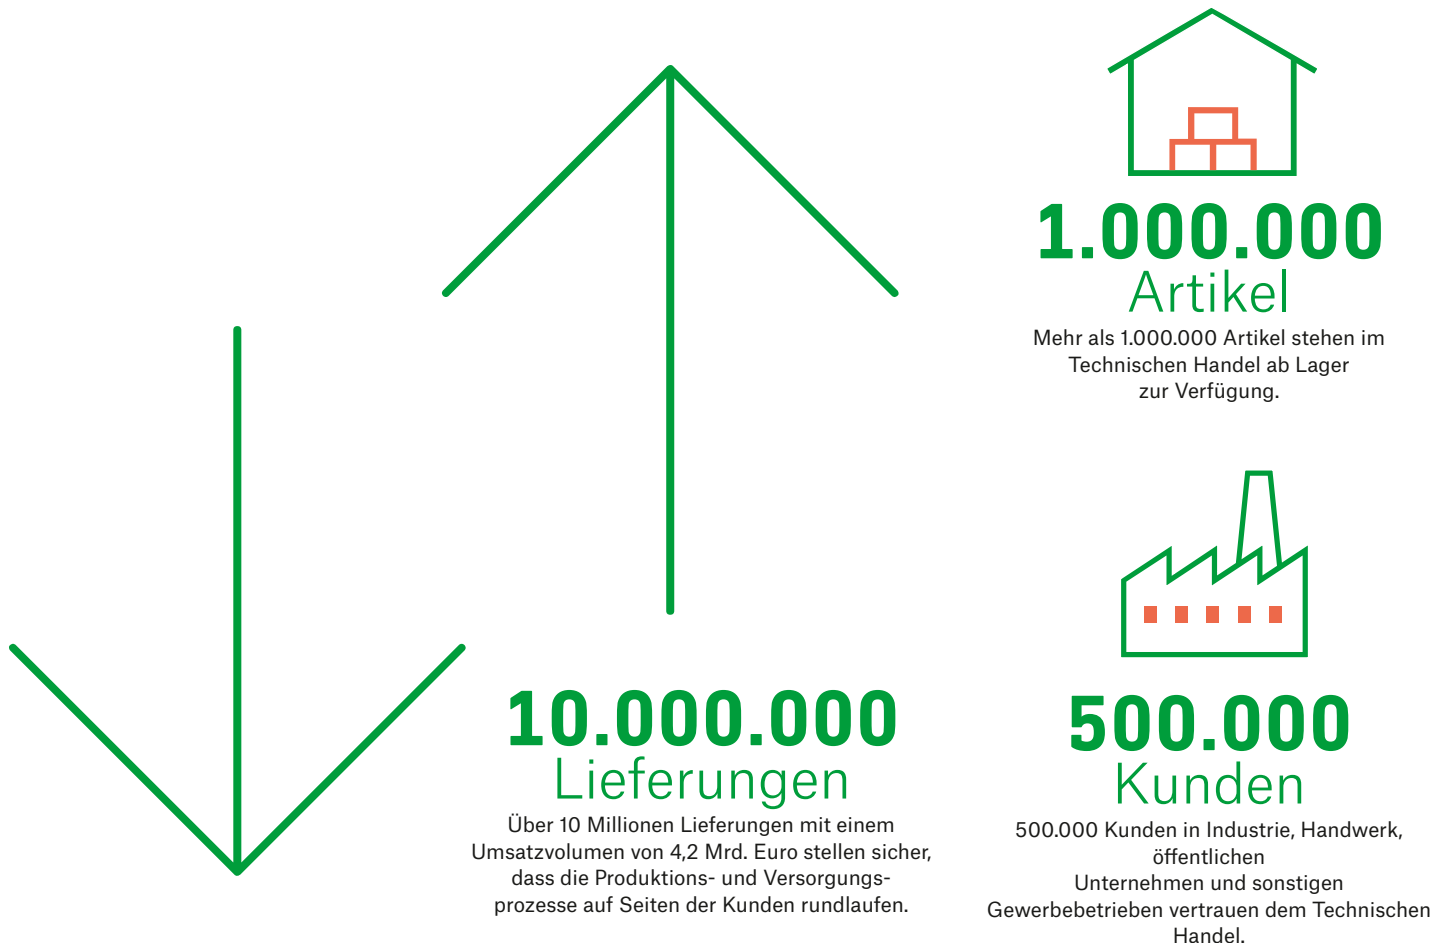 1.000.000
Artikel
Mehr als 1.000.000 Artikel stehen im
Technischen Handel ab Lager
zur Verfügung.
10.000.000
Lieferungen
Über 10 Millionen Lieferungen mit einem
Umsatzvolumen von 4,2 Mrd. Euro stellen sicher,
dass die Produktions- und Versorgungs-
prozesse auf Seiten der Kunden rundlaufen.
500.000
Kunden
500.000 Kunden in Industrie, Handwerk,
öffentlichen
Unternehmen und sonstigen
Gewerbebetrieben vertrauen dem Technischen
Handel.